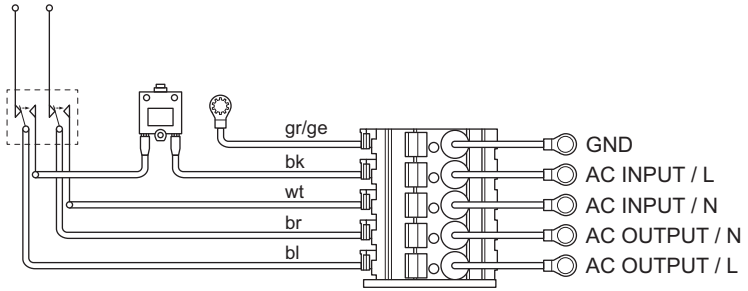 gr/ge
bk
wt
br
bl
GND
AC INPUT / L
AC INPUT / N
AC OUTPUT / N
AC OUTPUT / L